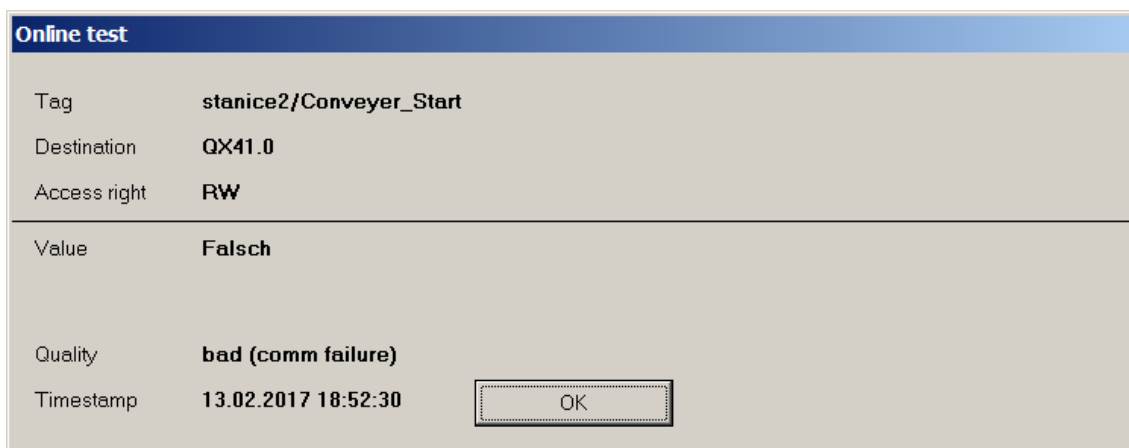 Online test
Tag stanice2/Conveyer_Start
Destination QX41.0
Access right RW
Value Falsch
Quality bad (comm failure)
Timestamp 13.02.2017 18:52:30 OK